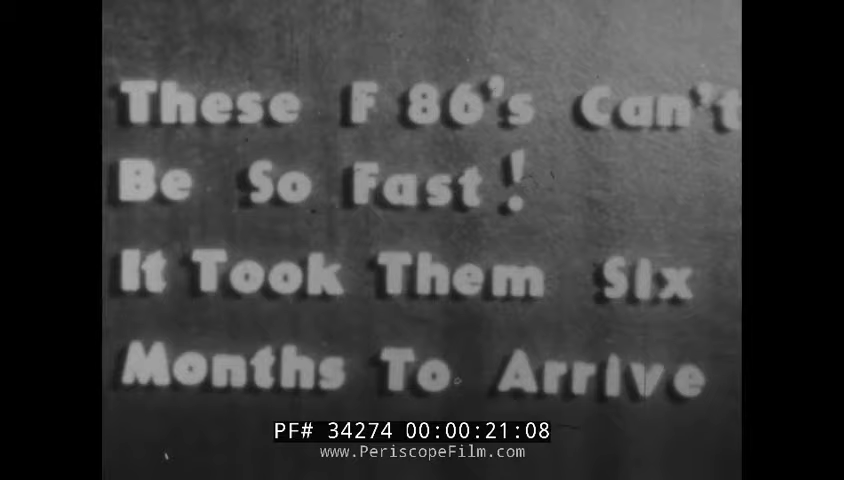 These F 86's Can't
Be So Fast!
It Took Them Six
Months To Arrive
PF# 34274 00:00:21:08
www.PeriscopeFilm.com